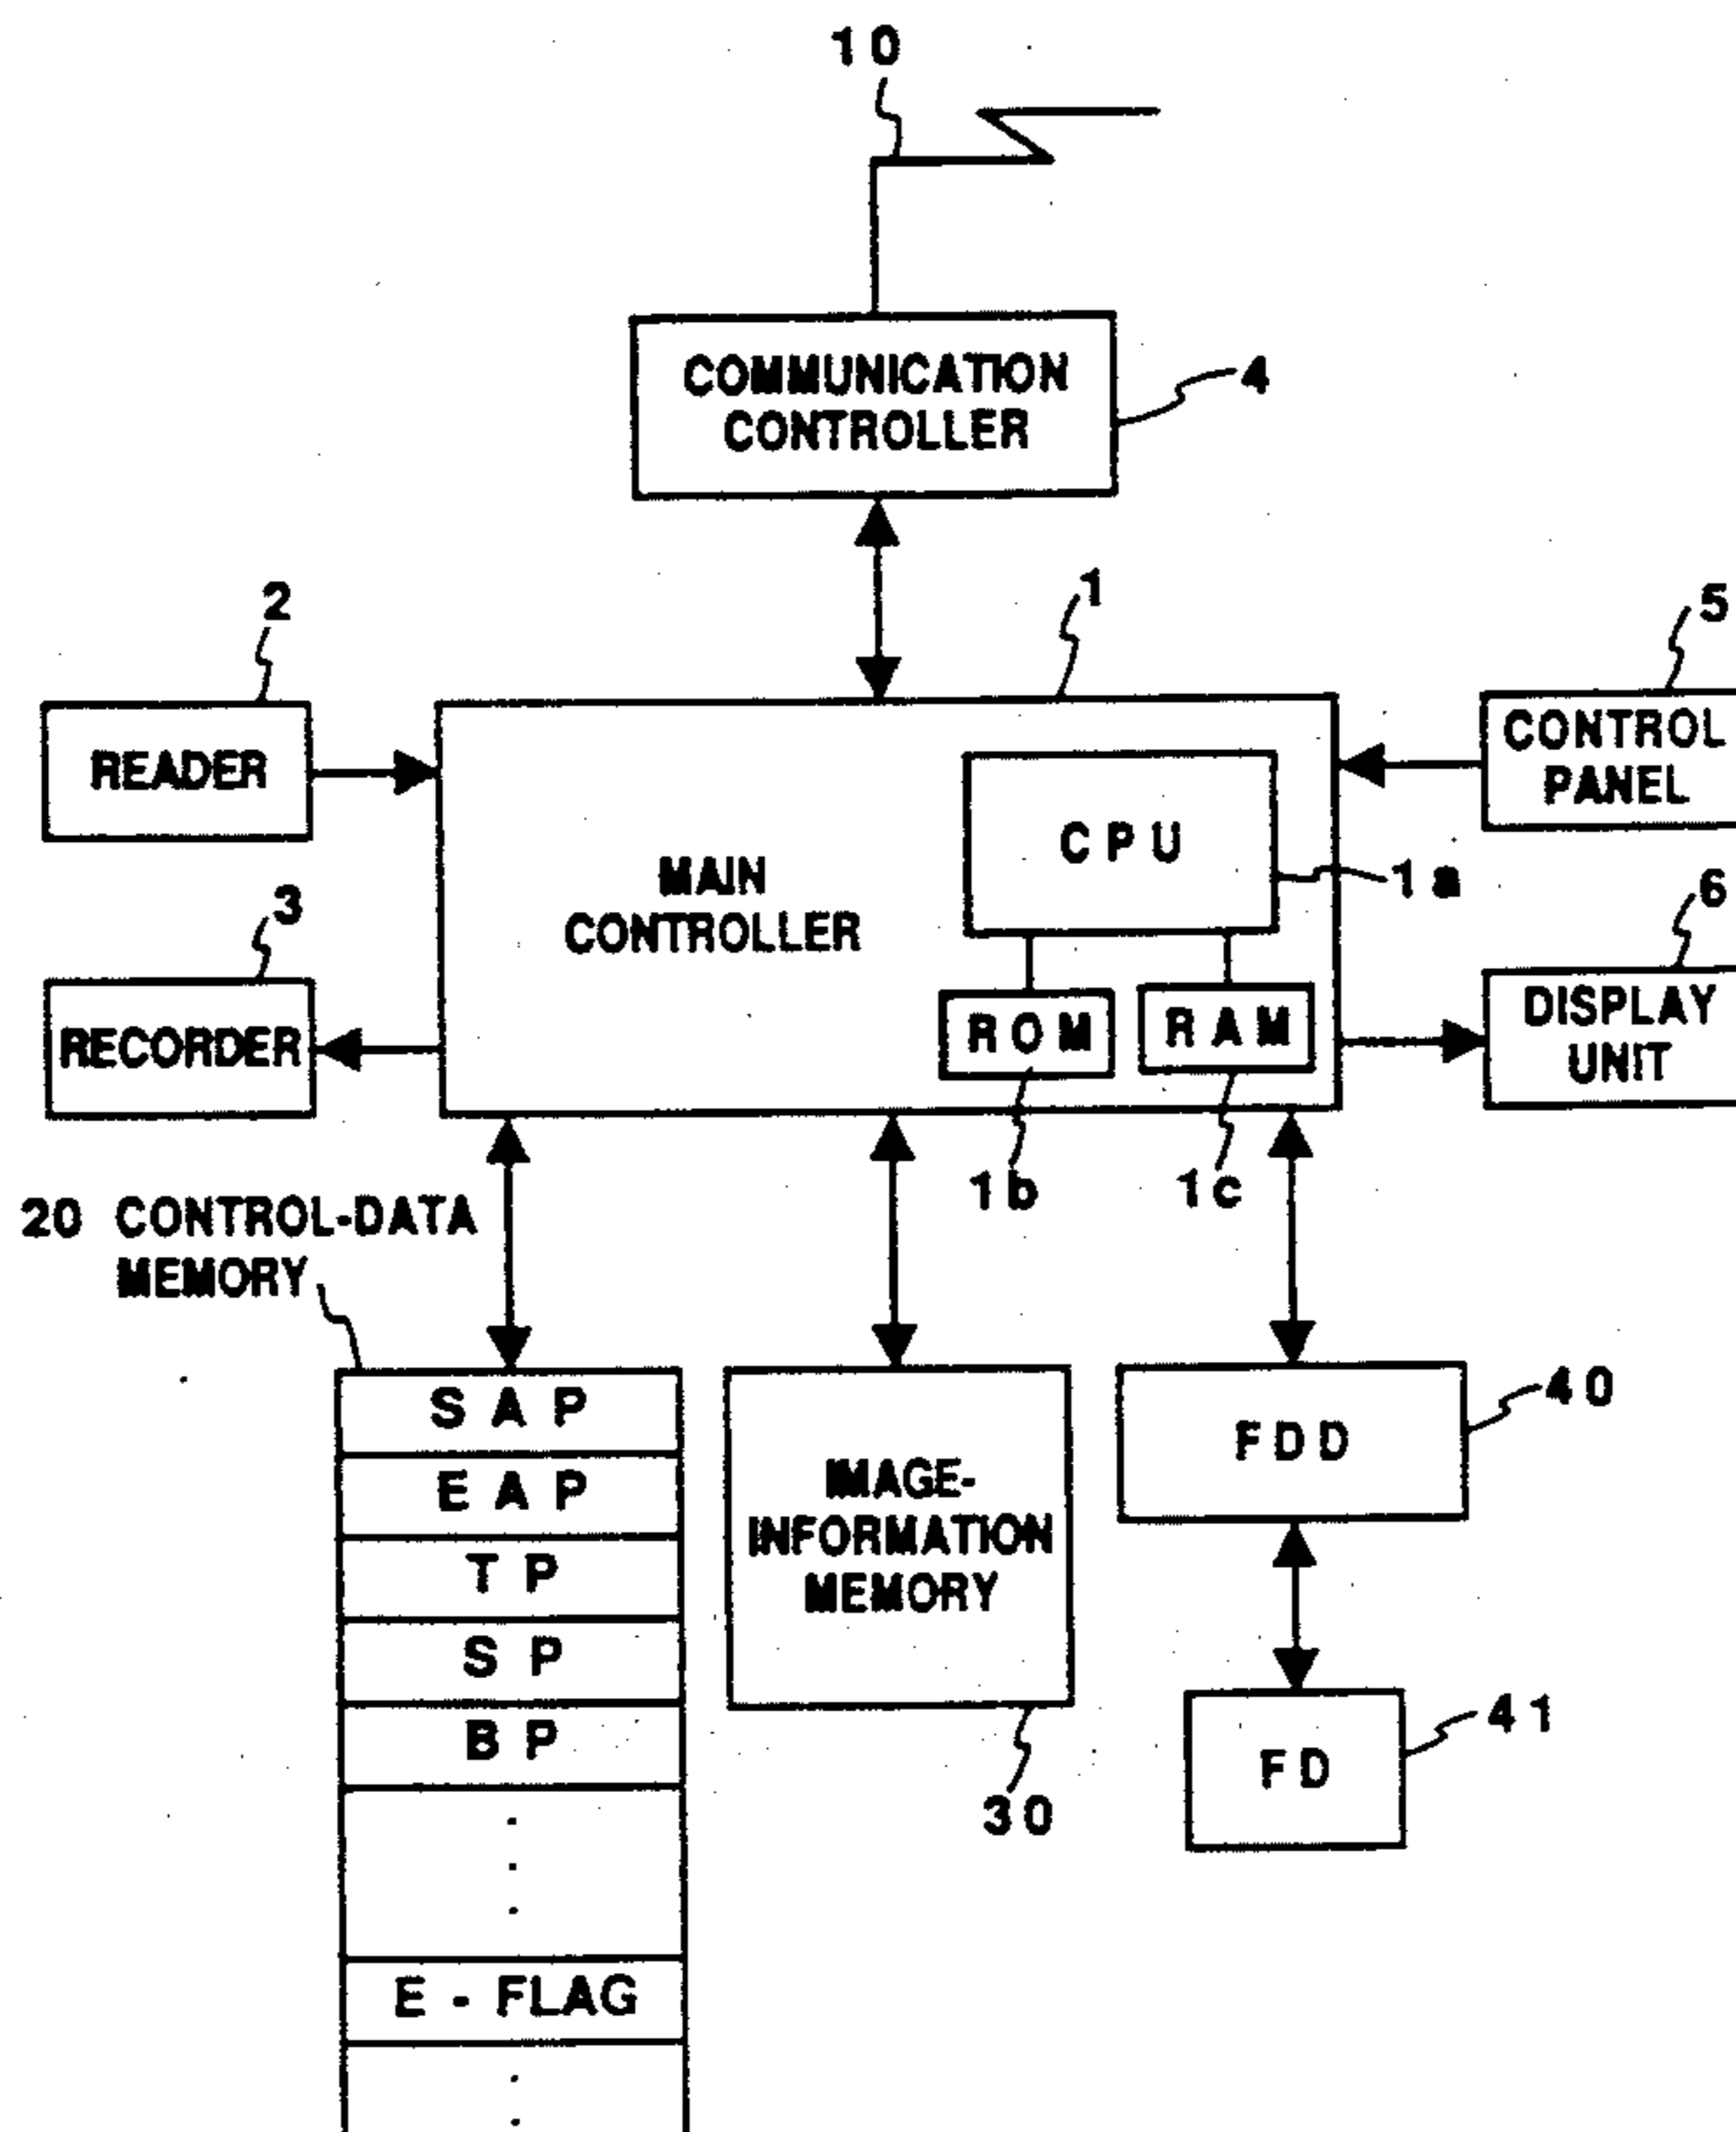 10
COMMUNICATION
CONTROLLER
4
2
1
5
READER
CONTROL
PANEL
CPU
1a
MAIN
CONTROLLER
3
6
RECORDER
ROM
RAM
DISPLAY
UNIT
1b
1c
20 CONTROL-DATA
MEMORY
SAP
EAP
TP
SP
BP
E - FLAG
IMAGE-
INFORMATION
MEMORY
30
FDD
40
FD
41